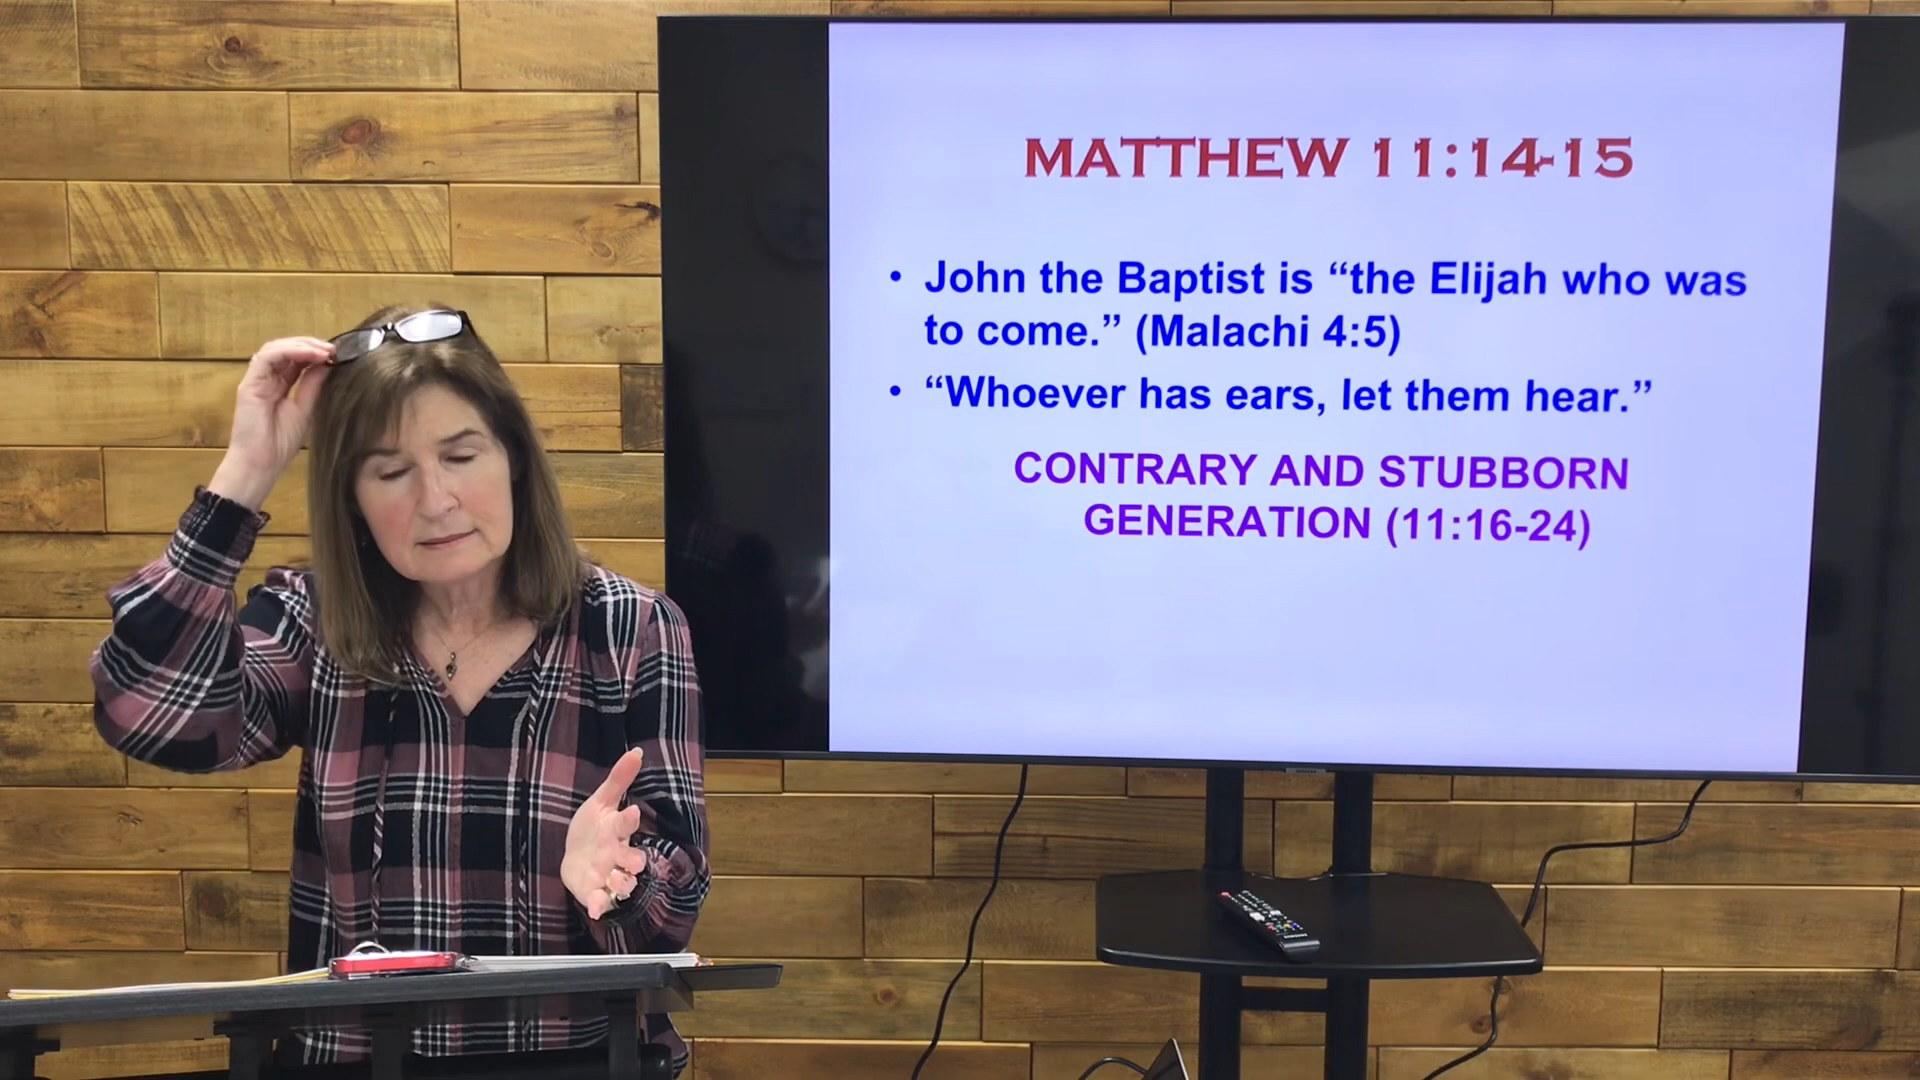 MATTHEW 11:14-15
• John the Baptist is “the Elijah who was
to come.” (Malachi 4:5)
• “Whoever has ears, let them hear.”
CONTRARY AND STUBBORN
GENERATION (11:16-24)
SAMSUNG